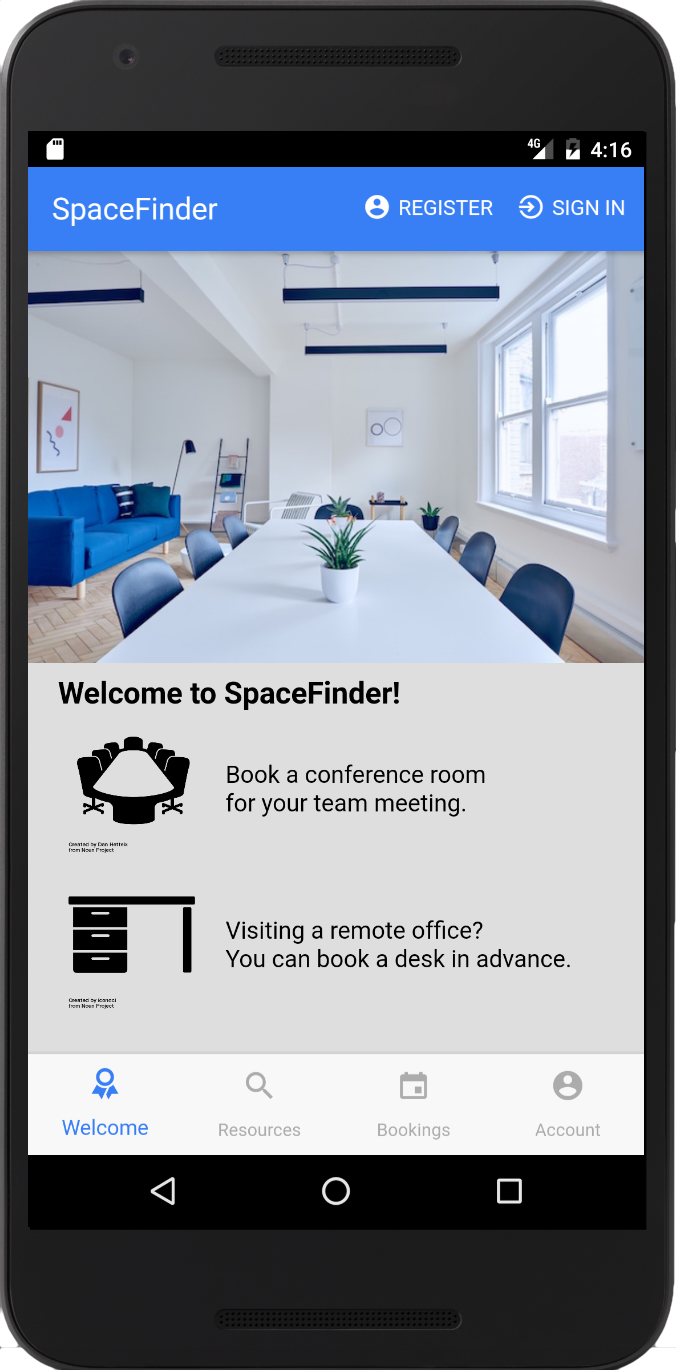 4G 4:16
SpaceFinder REGISTER SIGN IN
Welcome to SpaceFinder!
Book a conference room
for your team meeting.
Created by Dan Hetteix
from Noun Project
Visiting a remote office?
You can book a desk in advance.
Created by iconcci
from Noun Project
Welcome Resources Bookings Account